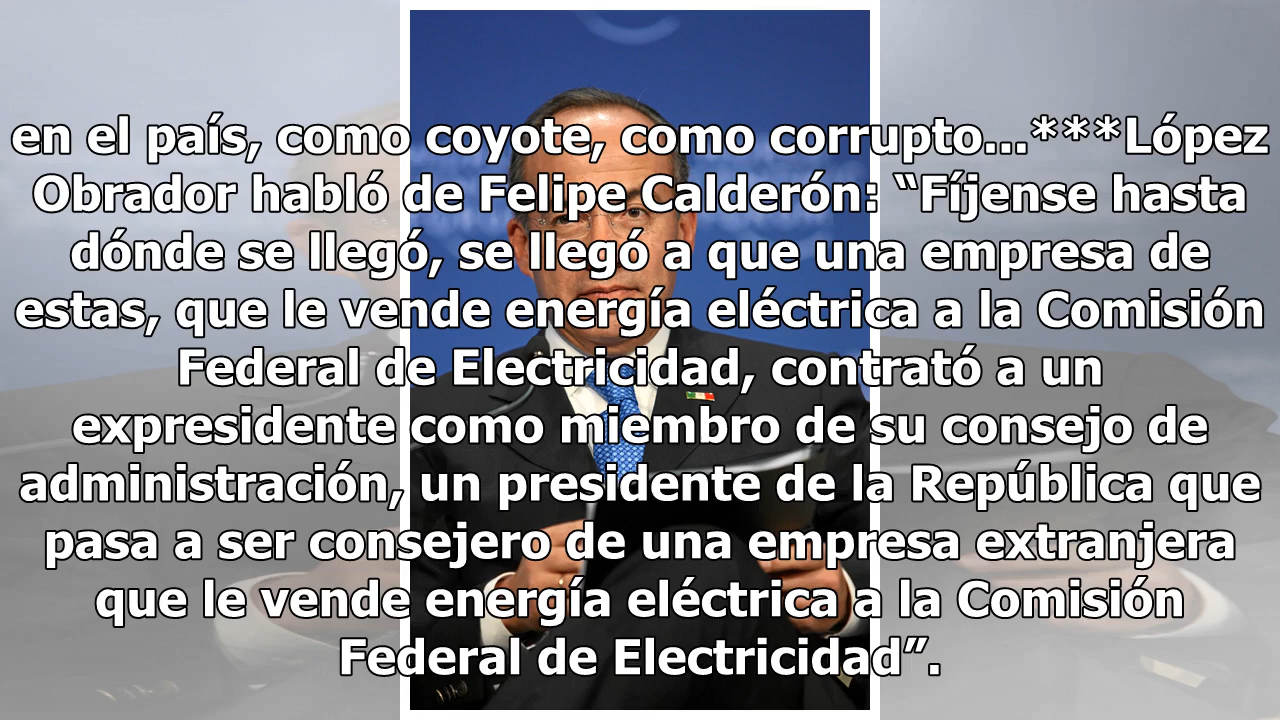 en el país, como coyote, como corrupto...***López
Obrador habló de Felipe Calderón: “Fíjense hasta
dónde se llegó, se llegó a que una empresa de
estas, que le vende energía eléctrica a la Comisión
Federal de Electricidad, contrató a un
expresidente como miembro de su consejo de
administración, un presidente de la República que
pasa a ser consejero de una empresa extranjera
que le vende energía eléctrica a la Comisión
Federal de Electricidad”.